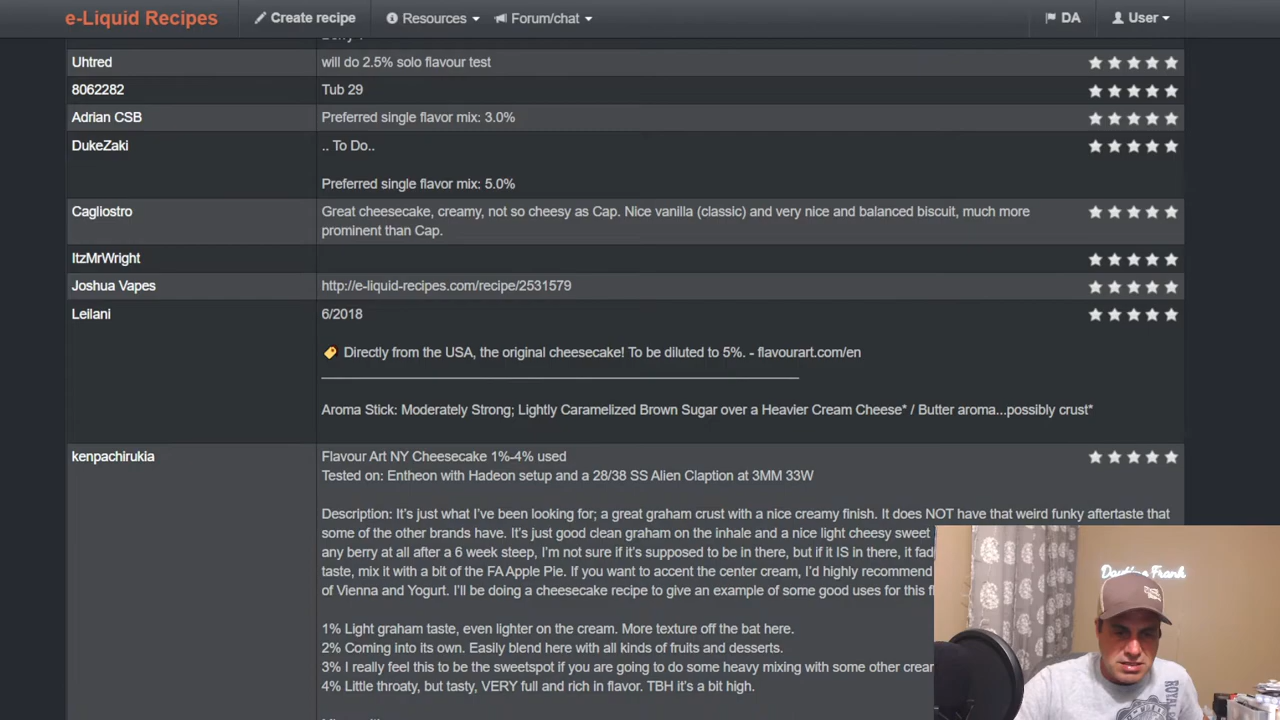 e-Liquid Recipes Create recipe Resources Forum/chat DA User
Uhtred will do 2.5% solo flavour test
8062282 Tub 29
Adrian CSB Preferred single flavor mix: 3.0%
DukeZaki .. To Do..
Preferred single flavor mix: 5.0%
Cagliostro Great cheesecake, creamy, not so cheesy as Cap. Nice vanilla (classic) and very nice and balanced biscuit, much more
prominent than Cap.
ItzMrWright
Joshua Vapes http://e-liquid-recipes.com/recipe/2531579
Leilani 6/2018
Directly from the USA, the original cheesecake! To be diluted to 5%. - flavourart.com/en
Aroma Stick: Moderately Strong; Lightly Caramelized Brown Sugar over a Heavier Cream Cheese* / Butter aroma...possibly crust*
kenpachirukia Flavour Art NY Cheesecake 1%-4% used
Tested on: Entheon with Hadeon setup and a 28/38 SS Alien Claption at 3MM 33W
Description: It's just what I've been looking for; a great graham crust with a nice creamy finish. It does NOT have that weird funky aftertaste that
some of the other brands have. It's just good clean graham on the inhale and a nice light cheesy sweet
any berry at all after a 6 week steep, I'm not sure if it's supposed to be in there, but if it IS in there, it
taste, mix it with a bit of the FA Apple Pie. If you want to accent the center cream, I'd highly recommend
of Vienna and Yogurt. I'll be doing a cheesecake recipe to give an example of some good uses for this
1% Light graham taste, even lighter on the cream. More texture off the bat here.
2% Coming into its own. Easily blend here with all kinds of fruits and desserts.
3% I really feel this to be the sweetspot if you are going to do some heavy mixing with some other
4% Little throaty, but tasty, VERY full and rich in flavor. TBH it's a bit high.